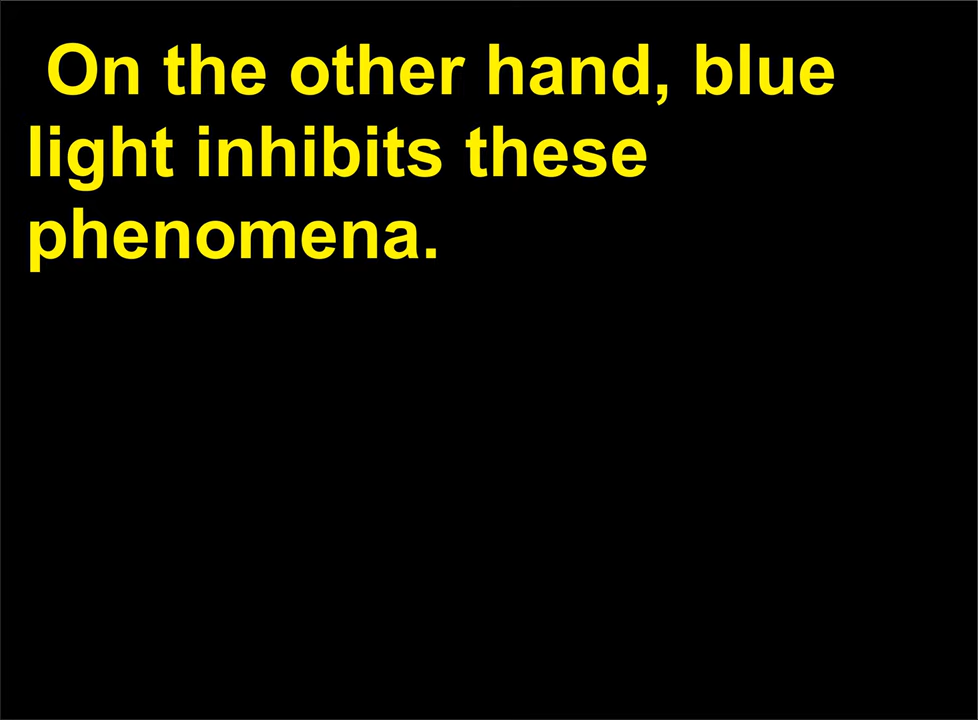 On the other hand, blue
light inhibits these
phenomena.